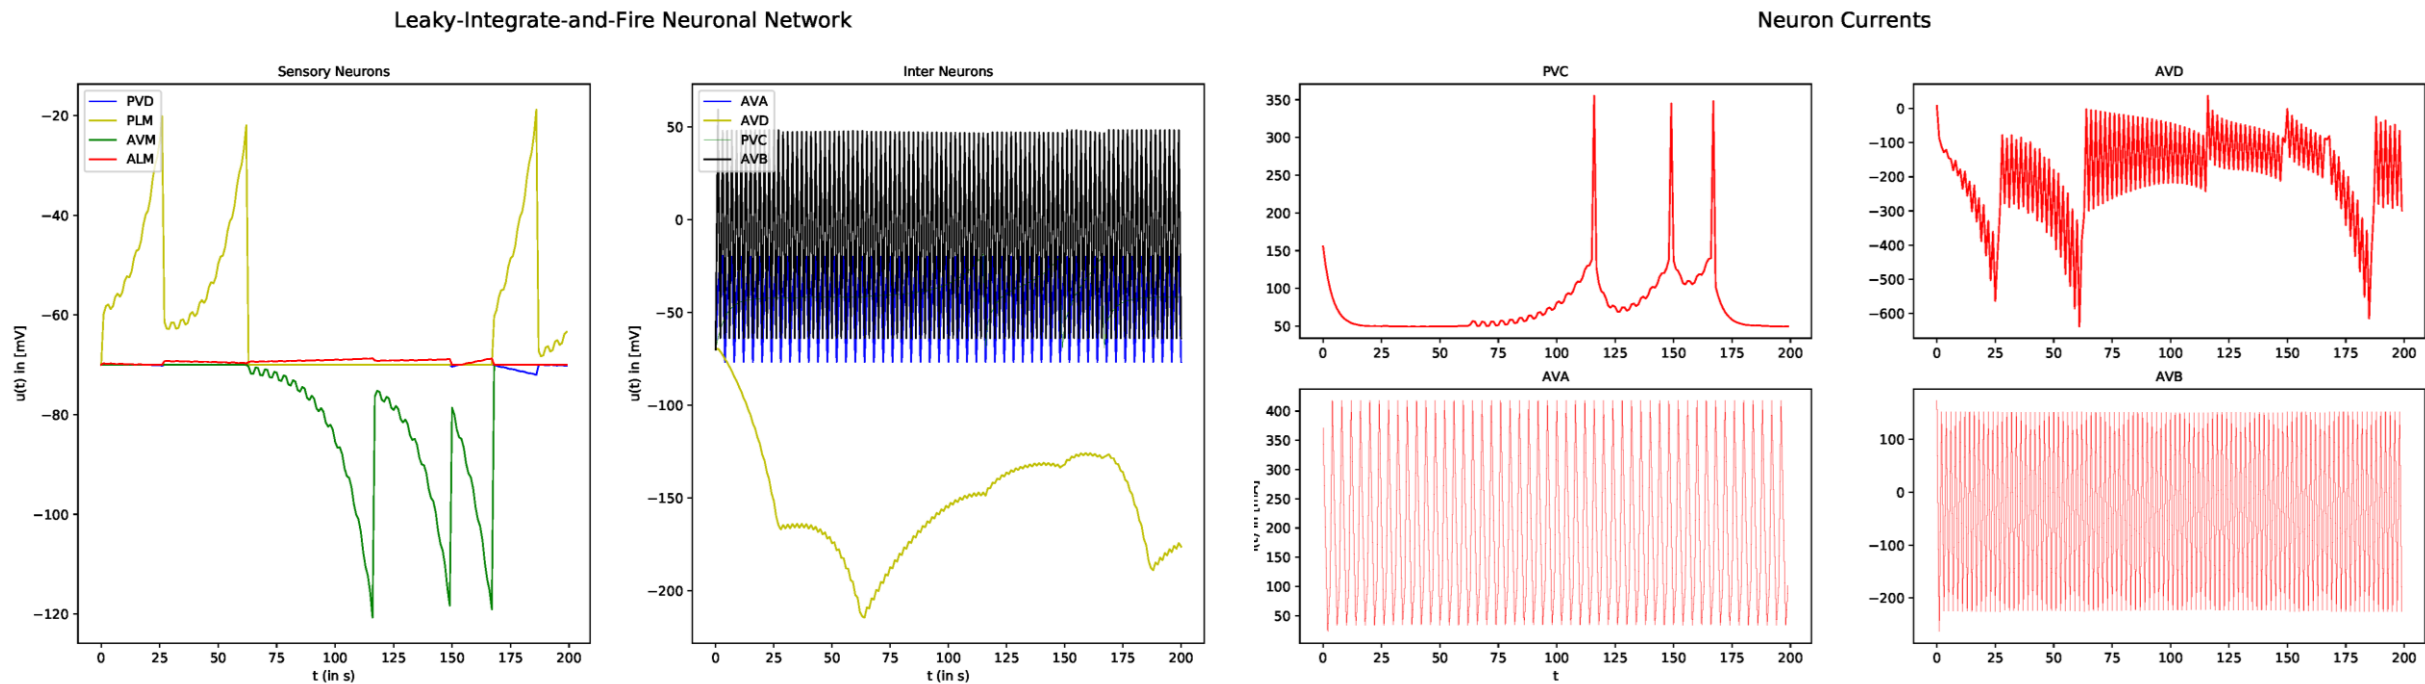 Leaky-Integrate-and-Fire Neuronal Network
Neuron Currents
Sensory Neurons
PVD
PLM
AVM
ALM
−20
−40
−60
−80
−100
−120
u(t) in [mV]
0 25 50 75 100 125 150 175 200
t (in s)
Inter Neurons
AVA
AVD
PVC
AVB
50
0
−50
−100
−150
−200
u(t) in [mV]
0 25 50 75 100 125 150 175 200
t (in s)
PVC
350
300
250
200
150
100
50
0 25 50 75 100 125 150 175 200
AVD
0
−100
−200
−300
−400
−500
−600
0 25 50 75 100 125 150 175 200
AVA
400
350
300
250
200
150
100
50
0 25 50 75 100 125 150 175 200
t
AVB
100
0
−100
−200
0 25 50 75 100 125 150 175 200